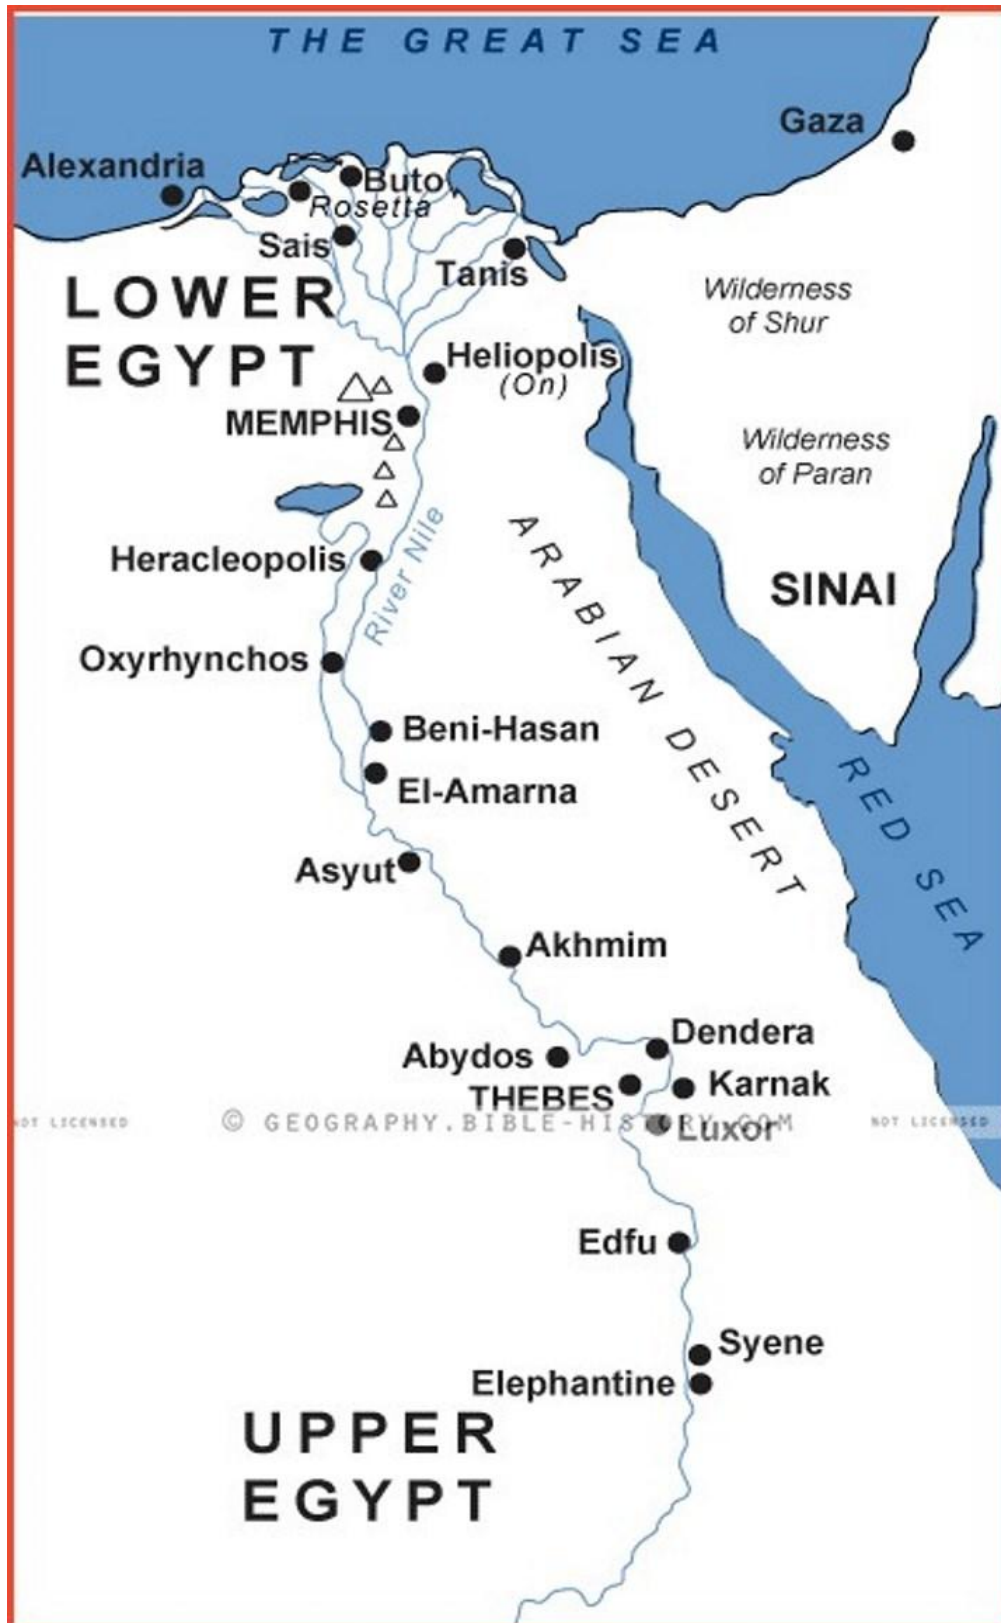 THE GREAT SEA
Gaza
Alexandria
Buto
Rosetta
Sais
Tanis
LOWER
EGYPT
Wilderness
of Shur
Heliopolis
(On)
MEMPHIS
Wilderness
of Paran
River Nile
ARABIAN DESERT
Heracleopolis
SINAI
Oxyrhynchos
Beni-Hasan
El-Amarna
RED SEA
Asyut
Akhmim
Dendera
Abydos
Karnak
THEBES
NOT LICENSED © GEOGRAPHY.BIBLE-HISTORY.COM NOT LICENSED
Luxor
Edfu
Syene
Elephantine
UPPER
EGYPT